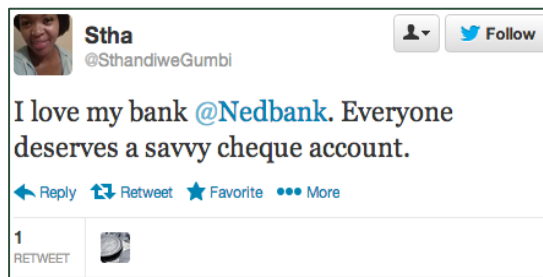 Stha
@SthandiweGumbi
Follow
I love my bank @Nedbank. Everyone
deserves a savvy cheque account.
Reply Retweet Favorite More
1
RETWEET